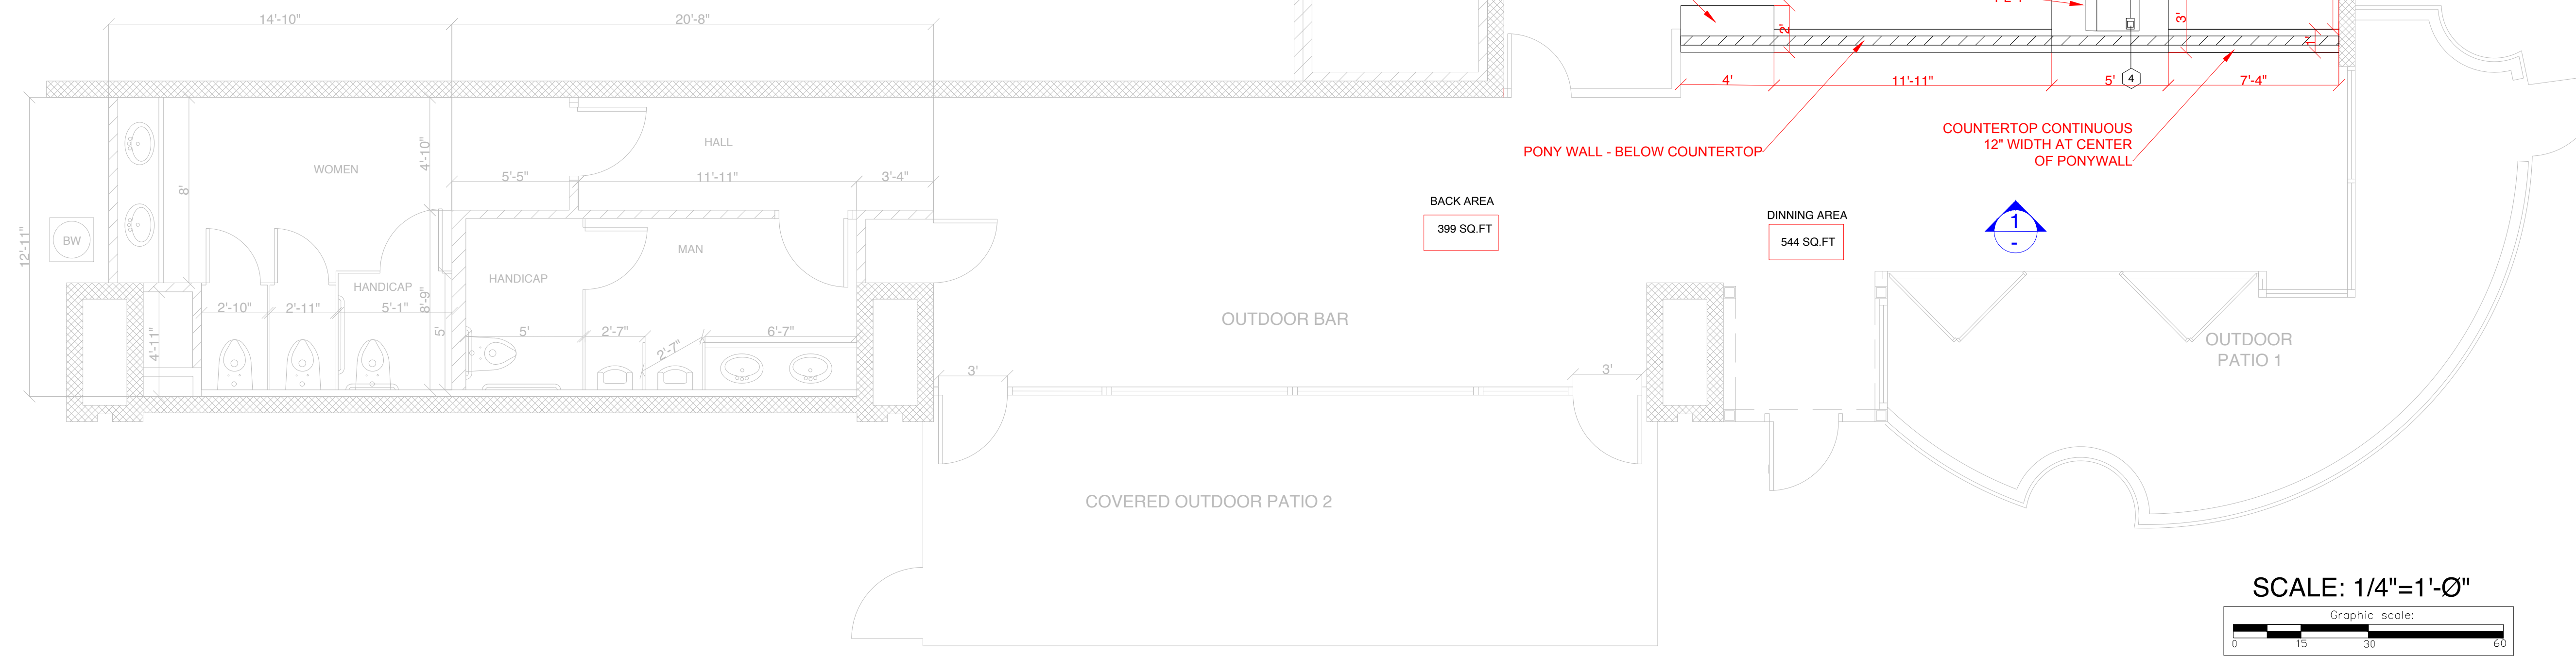 14'-10"
20'-8"
2'
3'
1'
4'
11'-11"
5'
4
7'-4"
PONY WALL - BELOW COUNTERTOP
COUNTERTOP CONTINUOUS
12" WIDTH AT CENTER
OF PONYWALL
HALL
WOMEN
4'-10"
8'
5'-5"
11'-11"
3'-4"
12'-11"
BW
BACK AREA
399 SQ.FT
DINNING AREA
544 SQ.FT
1
-
MAN
HANDICAP
HANDICAP
2'-10"
2'-11"
5'-1"
8'-9"
5'
4'-11"
5'
2'-7"
2'-7"
6'-7"
OUTDOOR BAR
OUTDOOR
PATIO 1
3'
3'
COVERED OUTDOOR PATIO 2
SCALE: 1/4"=1'-Ø"
Graphic scale:
0 15 30 60